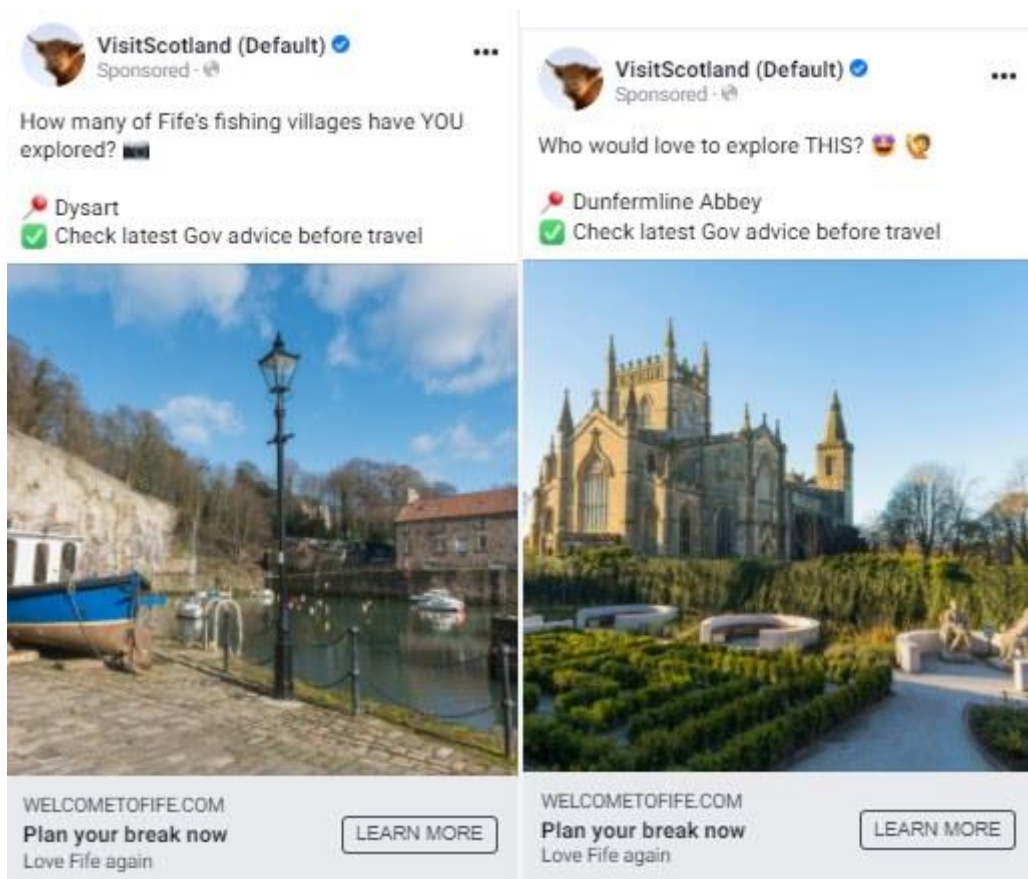 VisitScotland (Default)
Sponsored ·
How many of Fife's fishing villages have YOU
explored? 📷
📍 Dysart
✅ Check latest Gov advice before travel
WELCOMETOFIFE.COM
Plan your break now
Love Fife again
LEARN MORE
VisitScotland (Default)
Sponsored ·
Who would love to explore THIS? 🤩 🙋
📍 Dunfermline Abbey
✅ Check latest Gov advice before travel
WELCOMETOFIFE.COM
Plan your break now
Love Fife again
LEARN MORE